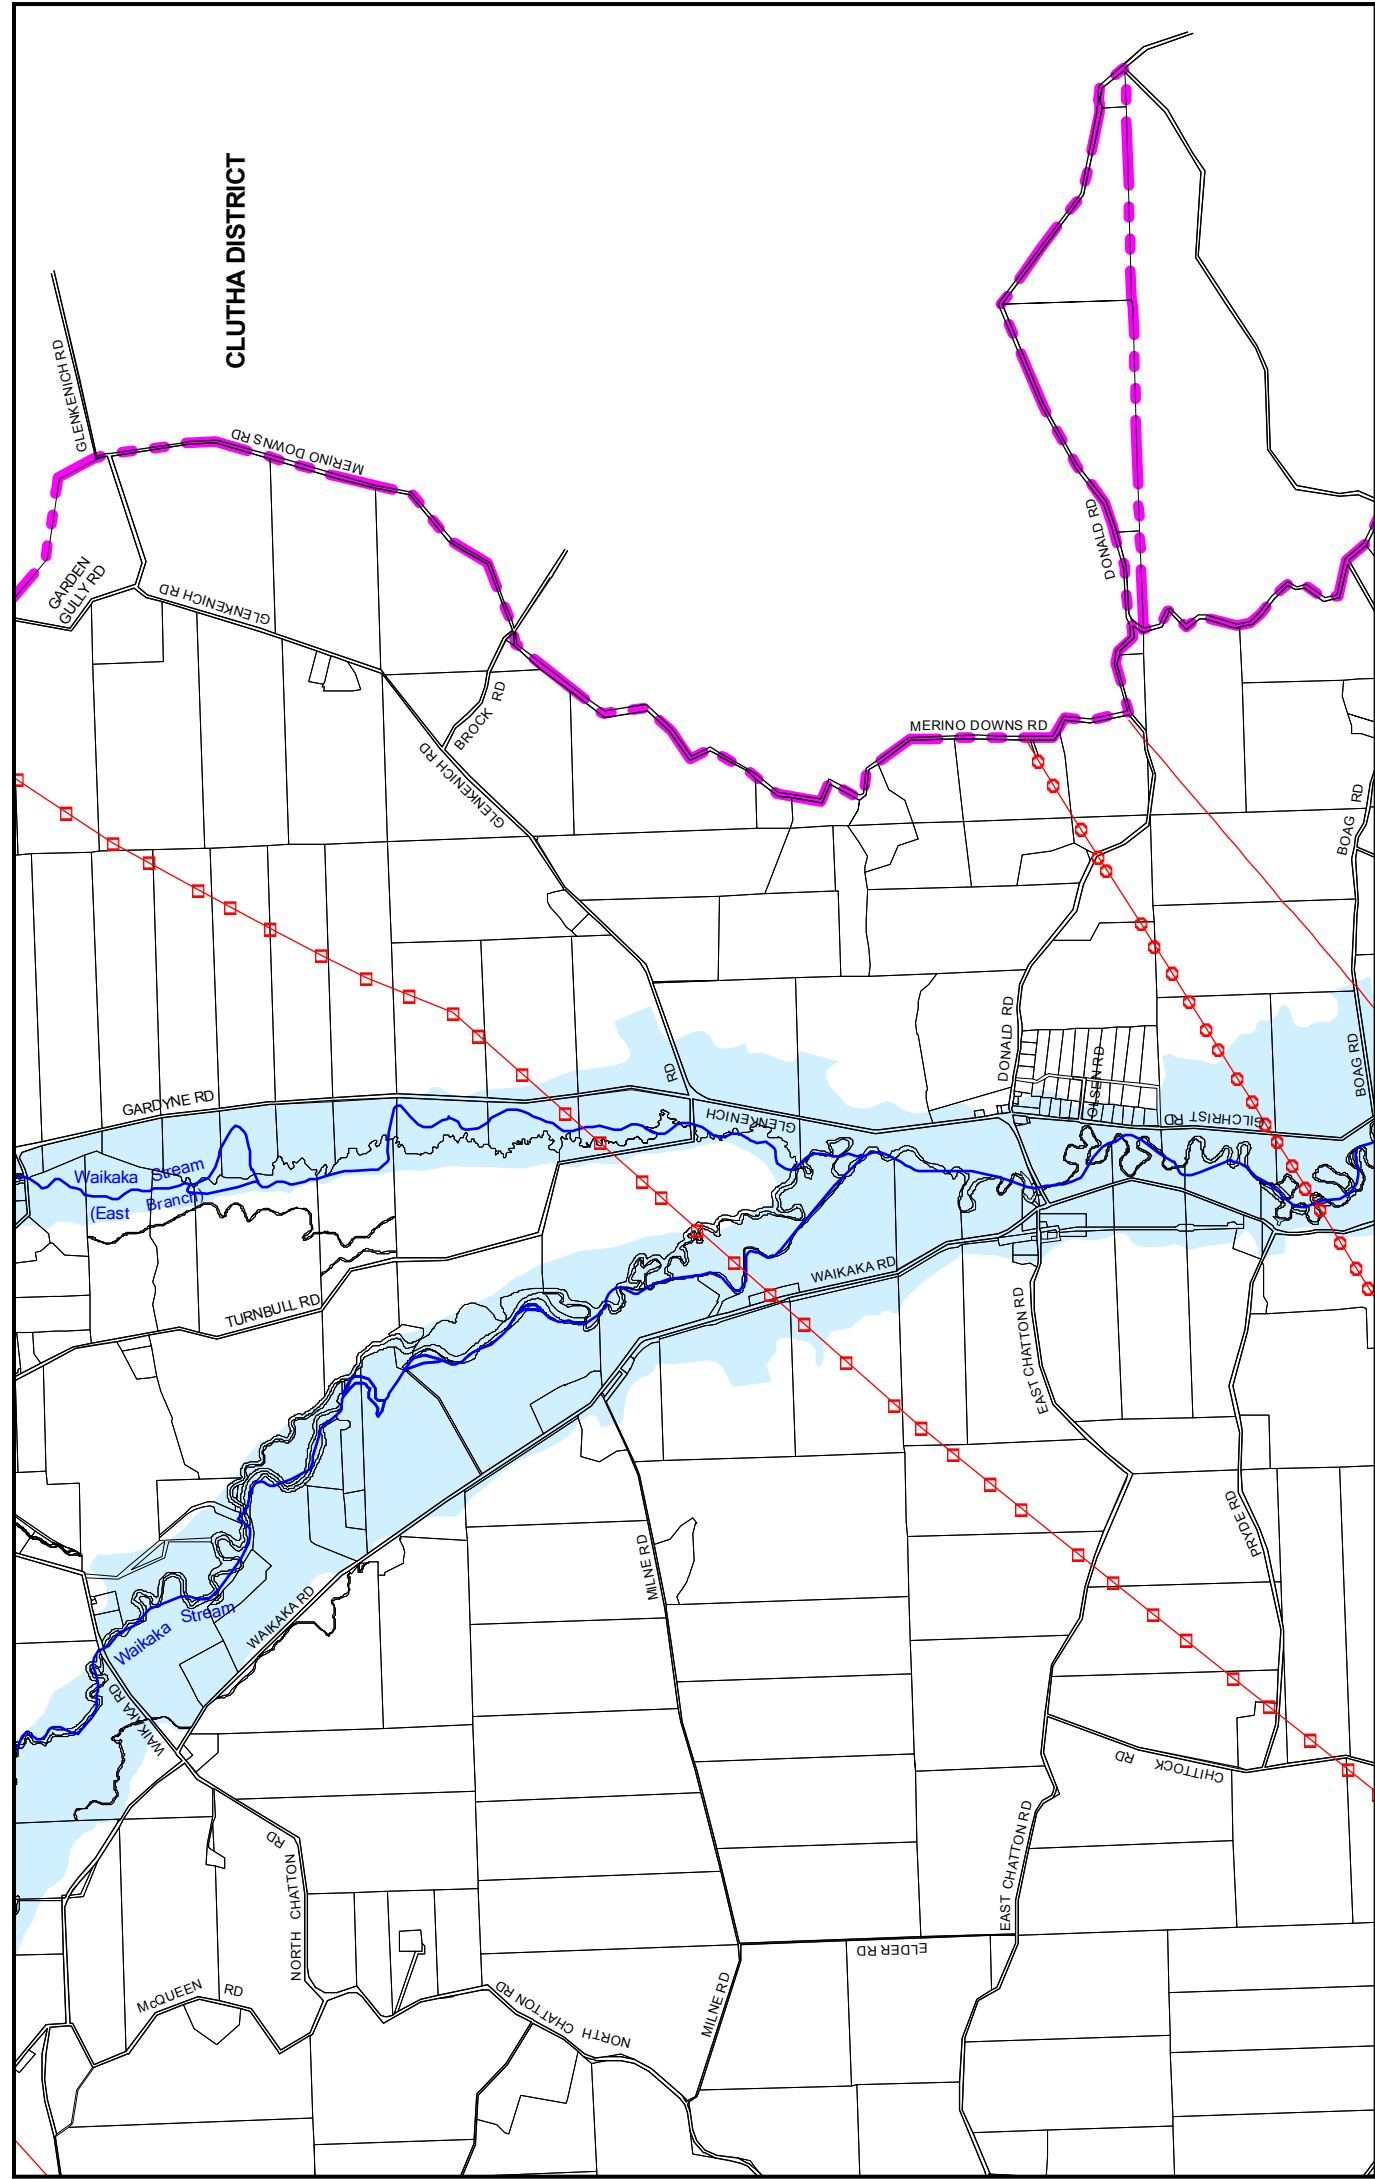 CLUTHA DISTRICT
GLENKENICH RD
MERINO DOWNS RD
GARDEN
GULLY RD
GLENKENICH RD
DONALD RD
BROCK RD
MERINO DOWNS RD
GLENKENICH RD
BOAG RD
DONALD RD
OLSEN RD
BOAG RD
GARDYNE RD
GLENKENICH
RD
GILCHRIST RD
Waikaka Stream
(East Branch)
TURNBULL RD
WAIKAKA RD
EAST CHATTON RD
PRYDE RD
MILNE RD
WAIKAKA RD
Waikaka Stream
WAIKAKA RD
CHITTOCK RD
NORTH CHATTON RD
EAST CHATTON RD
ELDER RD
McQUEEN RD
NORTH CHATTON RD
MILNE RD